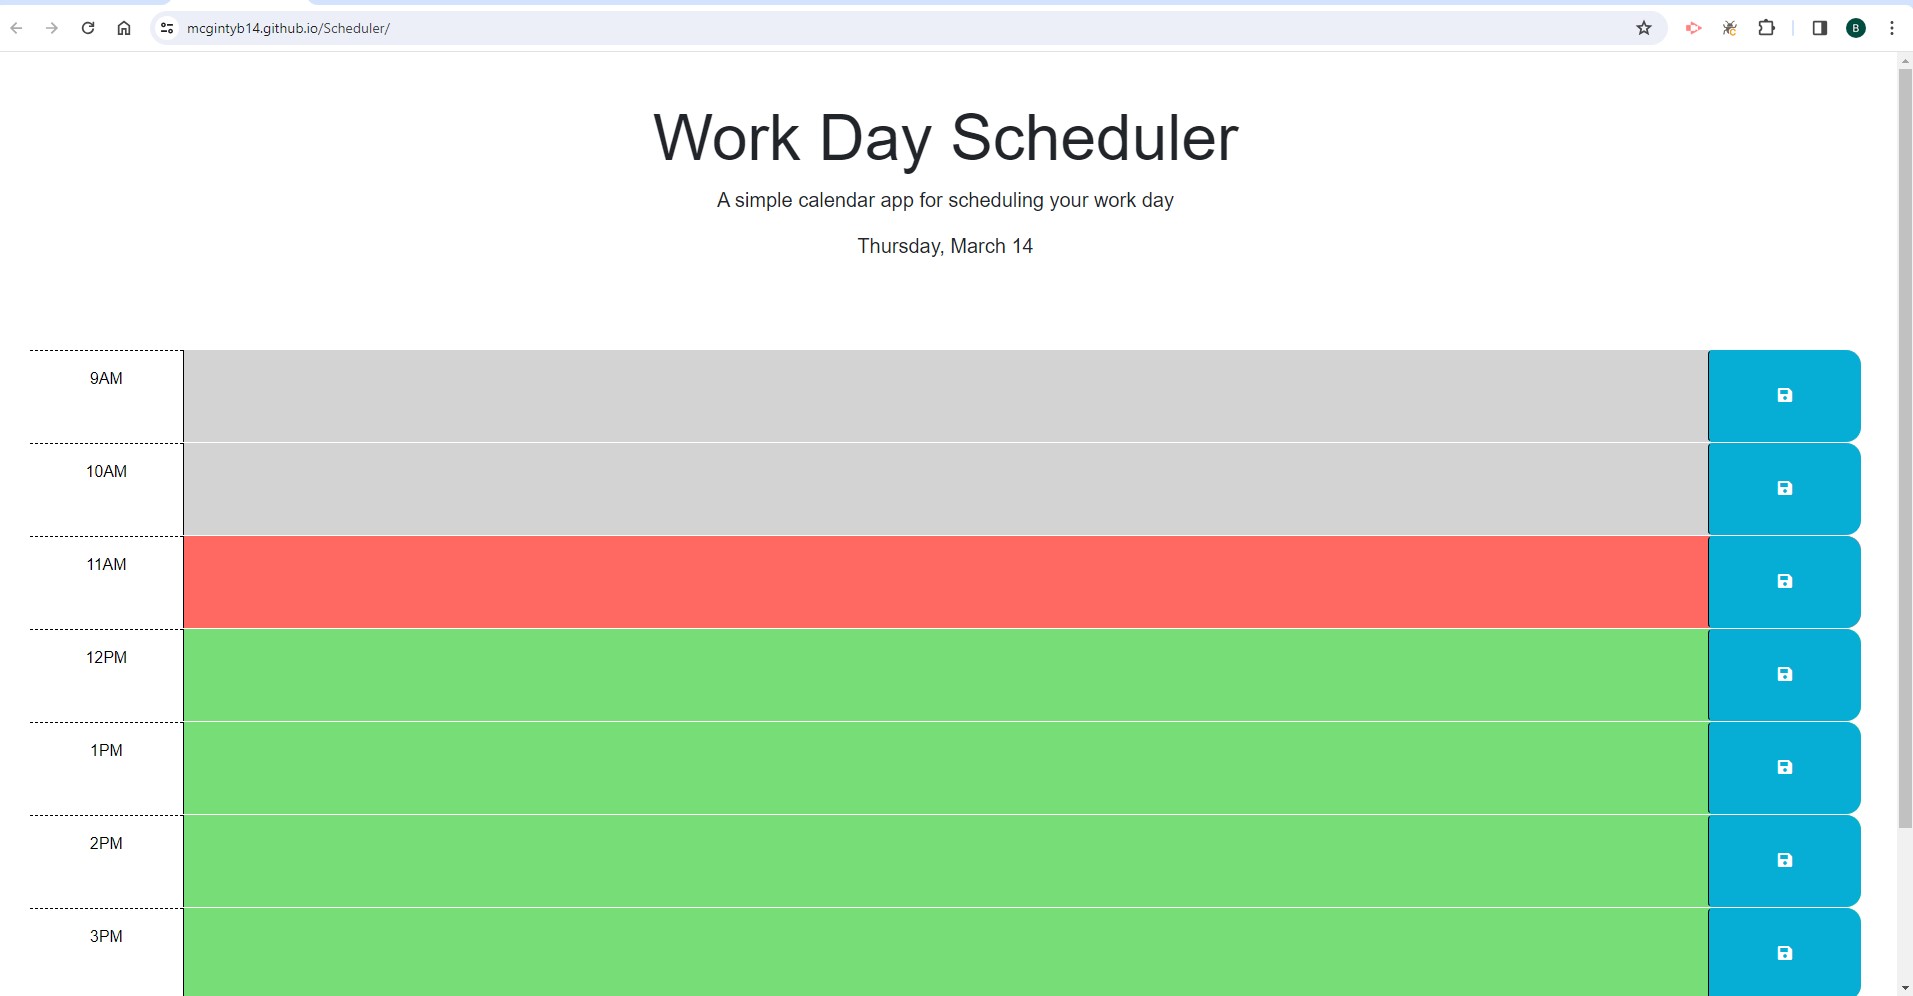 mcgintyb14.github.io/Scheduler/
B
Work Day Scheduler
A simple calendar app for scheduling your work day
Thursday, March 14
9AM
10AM
11AM
12PM
1PM
2PM
3PM